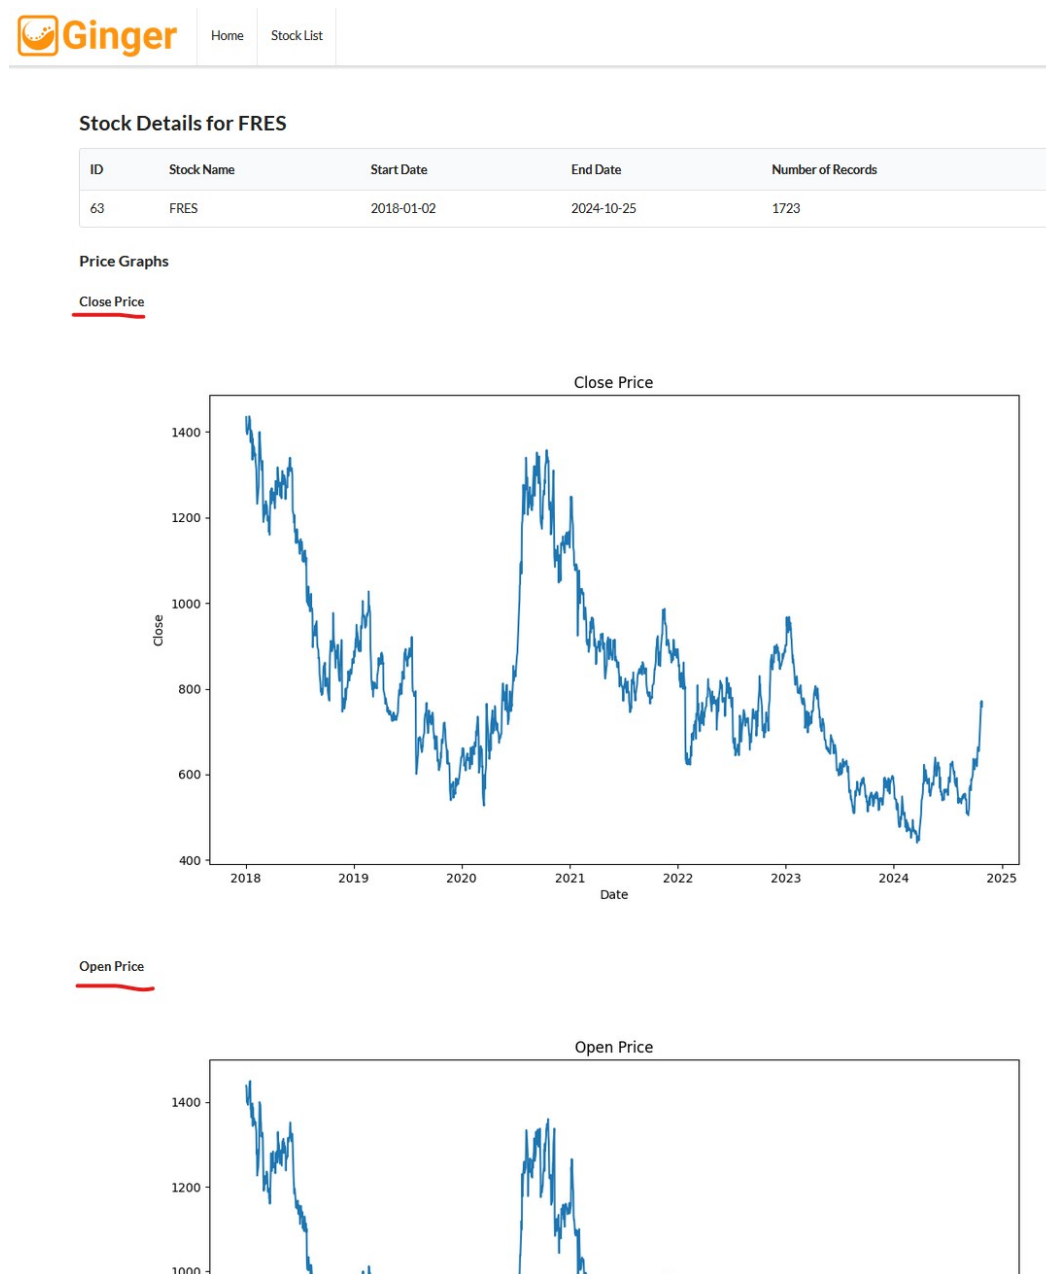 Ginger Home Stock List
Stock Details for FRES
ID Stock Name Start Date End Date Number of Records
63 FRES 2018-01-02 2024-10-25 1723
Price Graphs
Close Price
Close Price
1400
1200
1000
Close
800
600
400
2018 2019 2020 2021 2022 2023 2024 2025
Date
Open Price
Open Price
1400
1200
1000